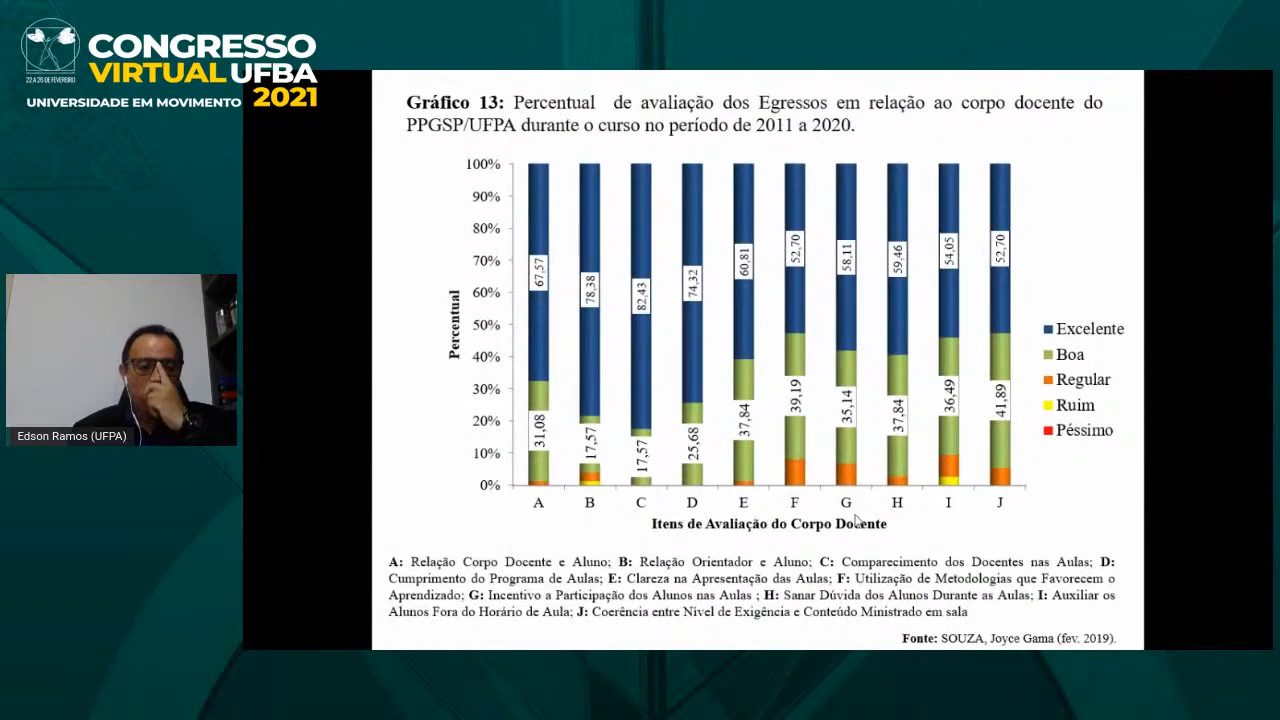 CONGRESSO
VIRTUAL UFBA
22 A 26 DE FEVEREIRO
UNIVERSIDADE EM MOVIMENTO 2021
Gráfico 13: Percentual de avaliação dos Egressos em relação ao corpo docente do
PPGSP/UFPA durante o curso no período de 2011 a 2020.
100%
90%
80%
70%
60%
50%
40%
30%
20%
10%
0%
Percentual
67,57
78,38
82,43
74,32
60,81
52,70
58,11
59,46
54,05
52,70
31,08
17,57
17,57
25,68
37,84
39,19
35,14
37,84
36,49
41,89
A B C D E F G H I J
Itens de Avaliação do Corpo Docente
Excelente
Boa
Regular
Ruim
Péssimo
Edson Ramos (UFPA)
A: Relação Corpo Docente e Aluno; B: Relação Orientador e Aluno; C: Comparecimento dos Docentes nas Aulas; D:
Cumprimento do Programa de Aulas; E: Clareza na Apresentação das Aulas; F: Utilização de Metodologias que Favorecem o
Aprendizado; G: Incentivo a Participação dos Alunos nas Aulas ; H: Sanar Dúvida dos Alunos Durante as Aulas; I: Auxiliar os
Alunos Fora do Horário de Aula; J: Coerência entre Nível de Exigência e Conteúdo Ministrado em sala
Fonte: SOUZA, Joyce Gama (fev. 2019).